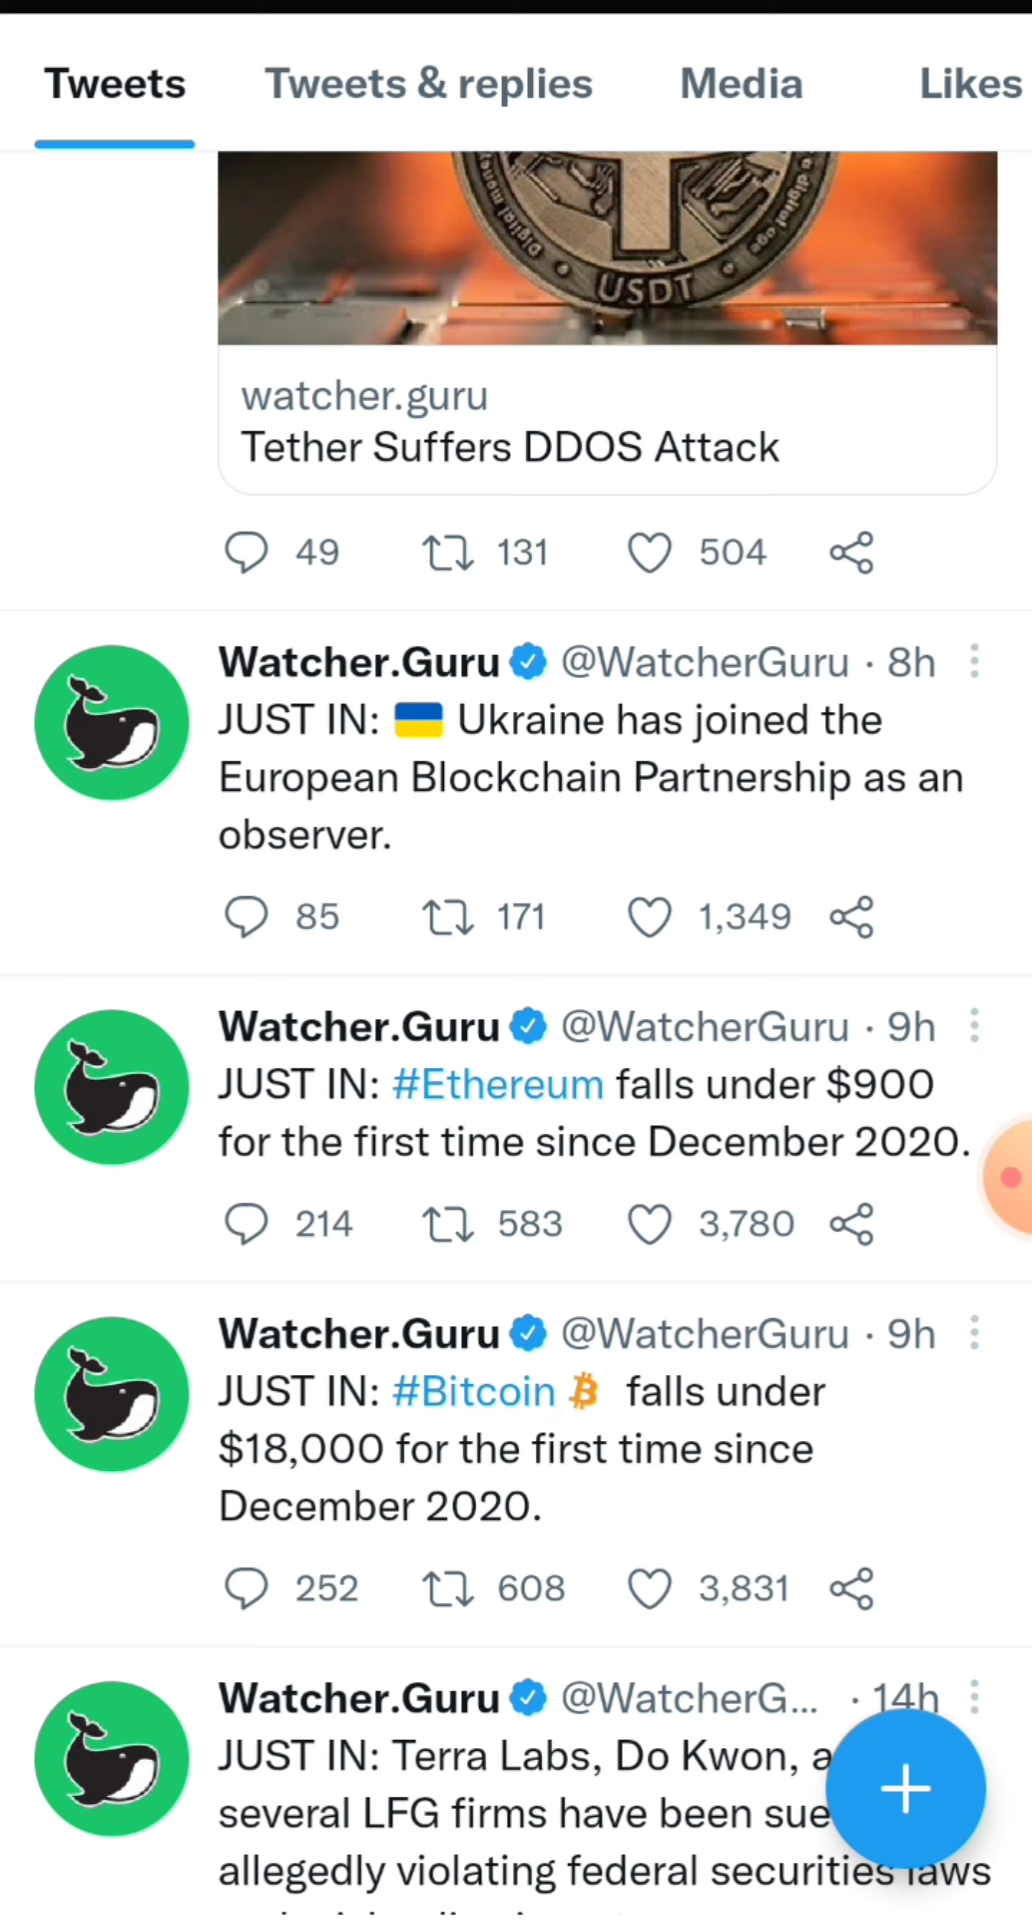 Tweets Tweets & replies Media Likes
digital money • USDT • digital age
watcher.guru
Tether Suffers DDOS Attack
49 131 504
Watcher.Guru @WatcherGuru · 8h
JUST IN: 🇺🇦 Ukraine has joined the
European Blockchain Partnership as an
observer.
85 171 1,349
Watcher.Guru @WatcherGuru · 9h
JUST IN: #Ethereum falls under $900
for the first time since December 2020.
214 583 3,780
Watcher.Guru @WatcherGuru · 9h
JUST IN: #Bitcoin ₿ falls under
$18,000 for the first time since
December 2020.
252 608 3,831
Watcher.Guru @WatcherG... · 14h
JUST IN: Terra Labs, Do Kwon,
several LFG firms have been
allegedly violating federal securities laws